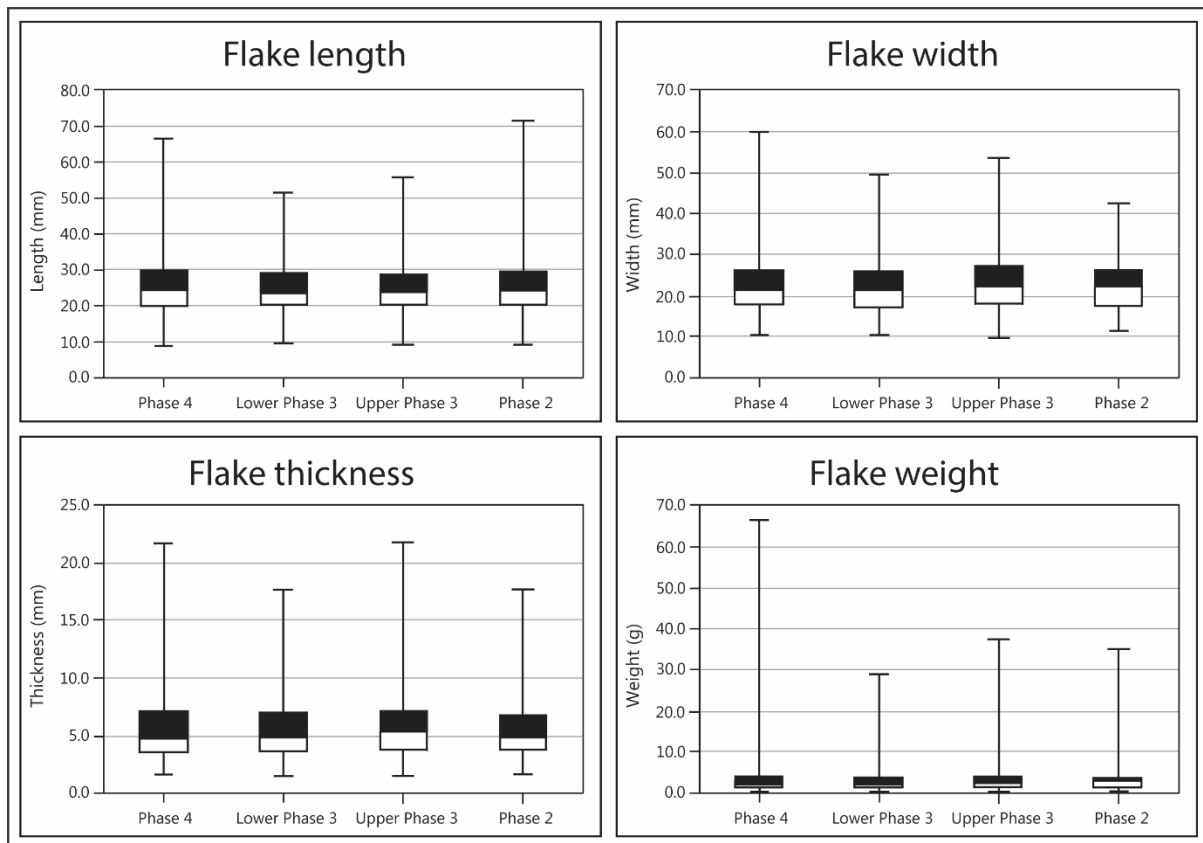 Flake length
80.0
70.0
60.0
50.0
40.0
30.0
20.0
10.0
0.0
Length (mm)
Phase 4 Lower Phase 3 Upper Phase 3 Phase 2
Flake width
70.0
60.0
50.0
40.0
30.0
20.0
10.0
0.0
Width (mm)
Phase 4 Lower Phase 3 Upper Phase 3 Phase 2
Flake thickness
25.0
20.0
15.0
10.0
5.0
0.0
Thickness (mm)
Phase 4 Lower Phase 3 Upper Phase 3 Phase 2
Flake weight
70.0
60.0
50.0
40.0
30.0
20.0
10.0
0.0
Weight (g)
Phase 4 Lower Phase 3 Upper Phase 3 Phase 2